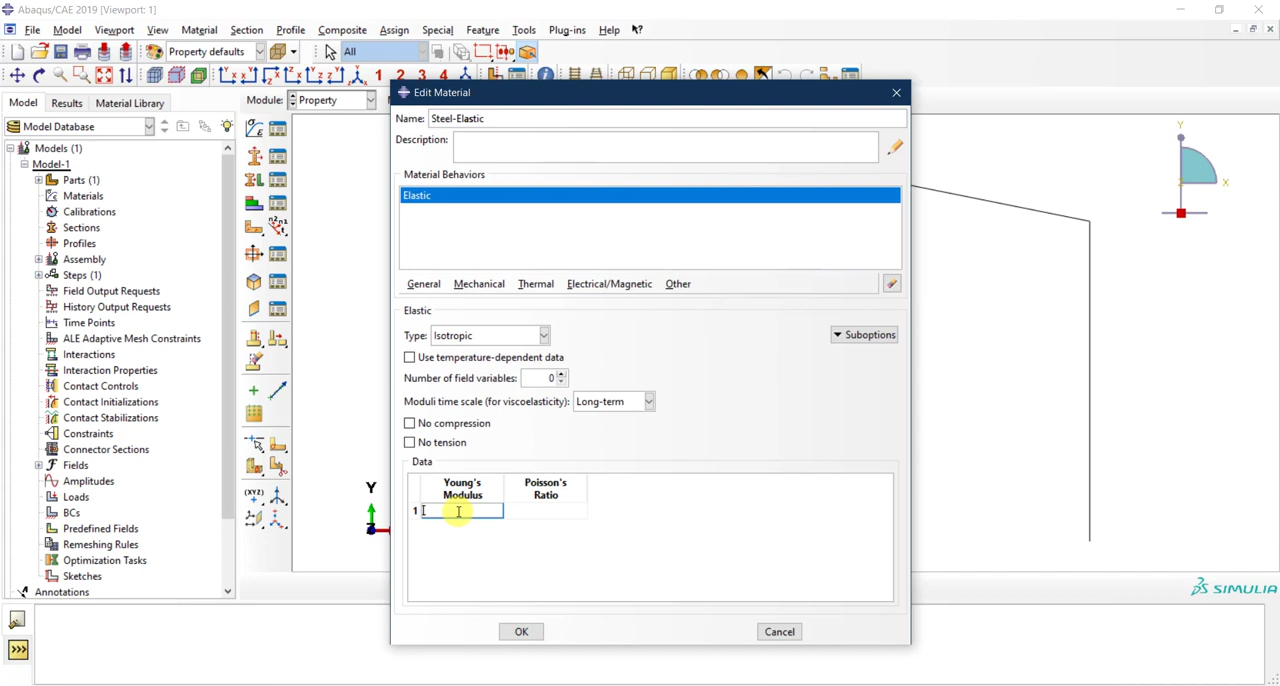 Abaqus/CAE 2019 [Viewport: 1]
File Model Viewport View Material Section Profile Composite Assign Special Feature Tools Plug-ins Help
Property defaults All
1 2 3 4
Model Results Material Library Module: Property
Edit Material
Name: Steel-Elastic
Description:
Material Behaviors
Elastic
General Mechanical Thermal Electrical/Magnetic Other
Elastic
Type: Isotropic Suboptions
Use temperature-dependent data
Number of field variables: 0
Moduli time scale (for viscoelasticity): Long-term
No compression
No tension
Data
Young's Modulus Poisson's Ratio
1
OK Cancel
Model Database
Models (1)
Model-1
Parts (1)
Materials
Calibrations
Sections
Profiles
Assembly
Steps (1)
Field Output Requests
History Output Requests
Time Points
ALE Adaptive Mesh Constraints
Interactions
Interaction Properties
Contact Controls
Contact Initializations
Contact Stabilizations
Constraints
Connector Sections
Fields
Amplitudes
Loads
BCs
Predefined Fields
Remeshing Rules
Optimization Tasks
Sketches
Annotations
(XYZ)
Y
Z
Y
X
Z
SIMULIA
>>>